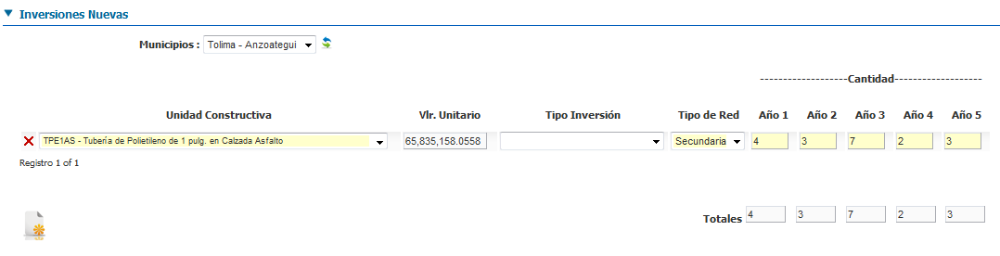 Inversiones Nuevas
Municipios : Tolima - Anzoategui
-------------------Cantidad-------------------
Unidad Constructiva Vlr. Unitario Tipo Inversión Tipo de Red Año 1 Año 2 Año 3 Año 4 Año 5
TPE1AS - Tubería de Polietileno de 1 pulg. en Calzada Asfalto 65,835,158.0558 Secundaria 4 3 7 2 3
Registro 1 of 1
Totales 4 3 7 2 3